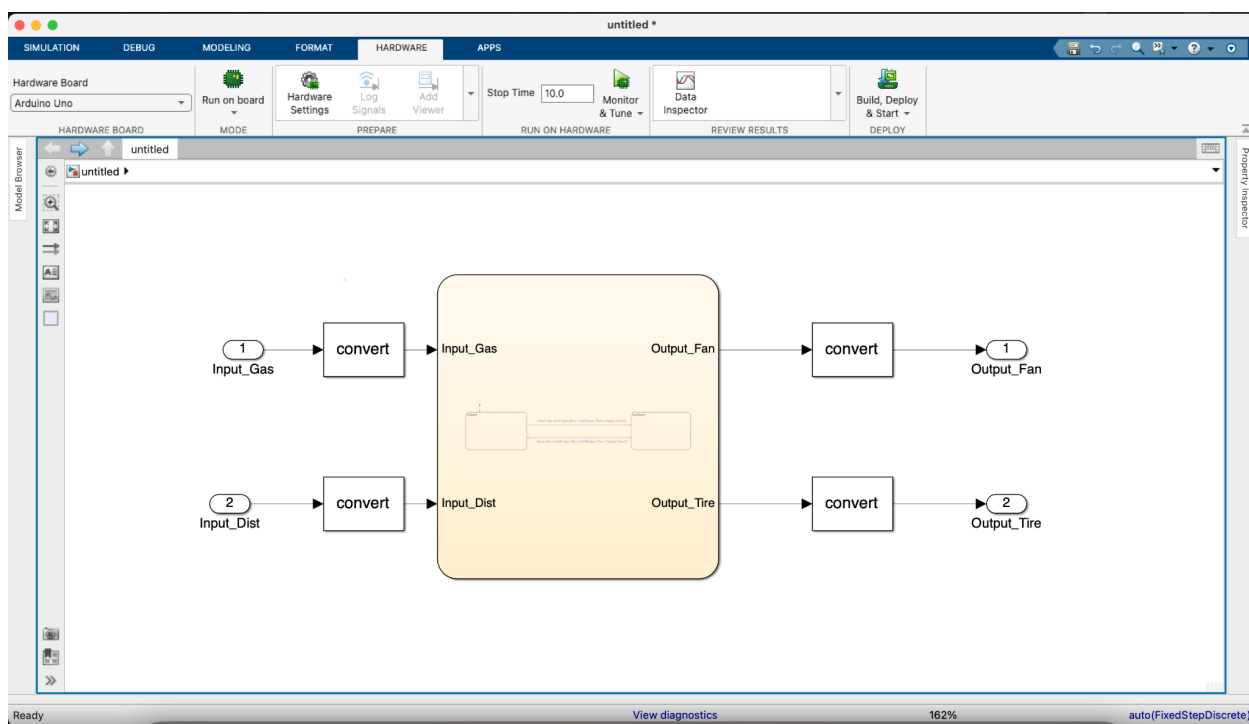 untitled *
SIMULATION DEBUG MODELING FORMAT HARDWARE APPS
Hardware Board
Arduino Uno
Run on board
Hardware Settings
Log Signals
Add Viewer
Stop Time 10.0
Monitor & Tune
Data Inspector
Build, Deploy & Start
HARDWARE BOARD MODE PREPARE RUN ON HARDWARE REVIEW RESULTS DEPLOY
Model Browser
untitled
untitled
Property Inspector
1 convert Input_Gas Output_Fan convert 1
Input_Gas Output_Fan
2 convert Input_Dist Output_Tire convert 2
Input_Dist Output_Tire
Ready View diagnostics 162% auto(FixedStepDiscrete)